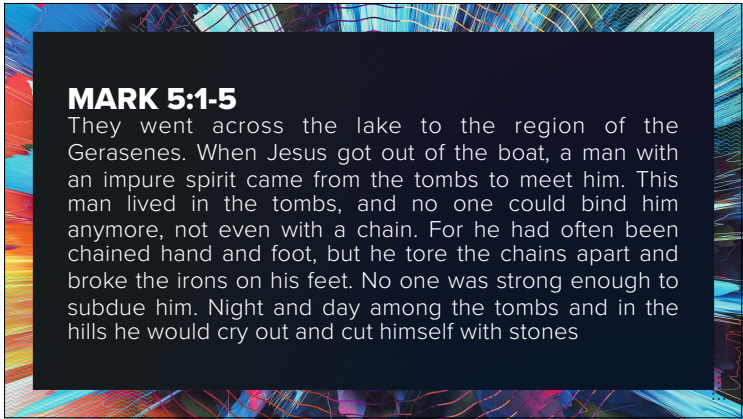 MARK 5:1-5
They went across the lake to the region of the
Gerasenes. When Jesus got out of the boat, a man with
an impure spirit came from the tombs to meet him. This
man lived in the tombs, and no one could bind him
anymore, not even with a chain. For he had often been
chained hand and foot, but he tore the chains apart and
broke the irons on his feet. No one was strong enough to
subdue him. Night and day among the tombs and in the
hills he would cry out and cut himself with stones